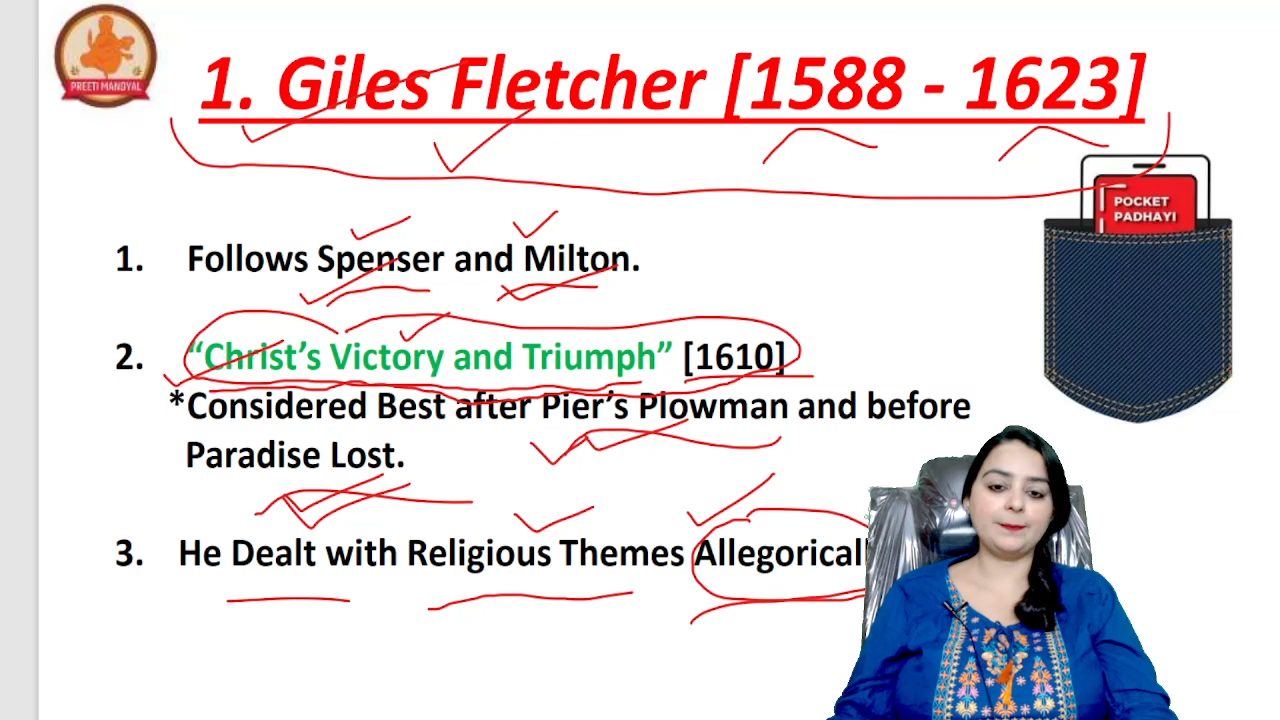 PREETI MANDYAL
1. Giles Fletcher [1588 - 1623]
POCKET
PADHAYI
1. Follows Spenser and Milton.
2. “Christ’s Victory and Triumph” [1610]
*Considered Best after Pier’s Plowman and before
Paradise Lost.
3. He Dealt with Religious Themes Allegorical